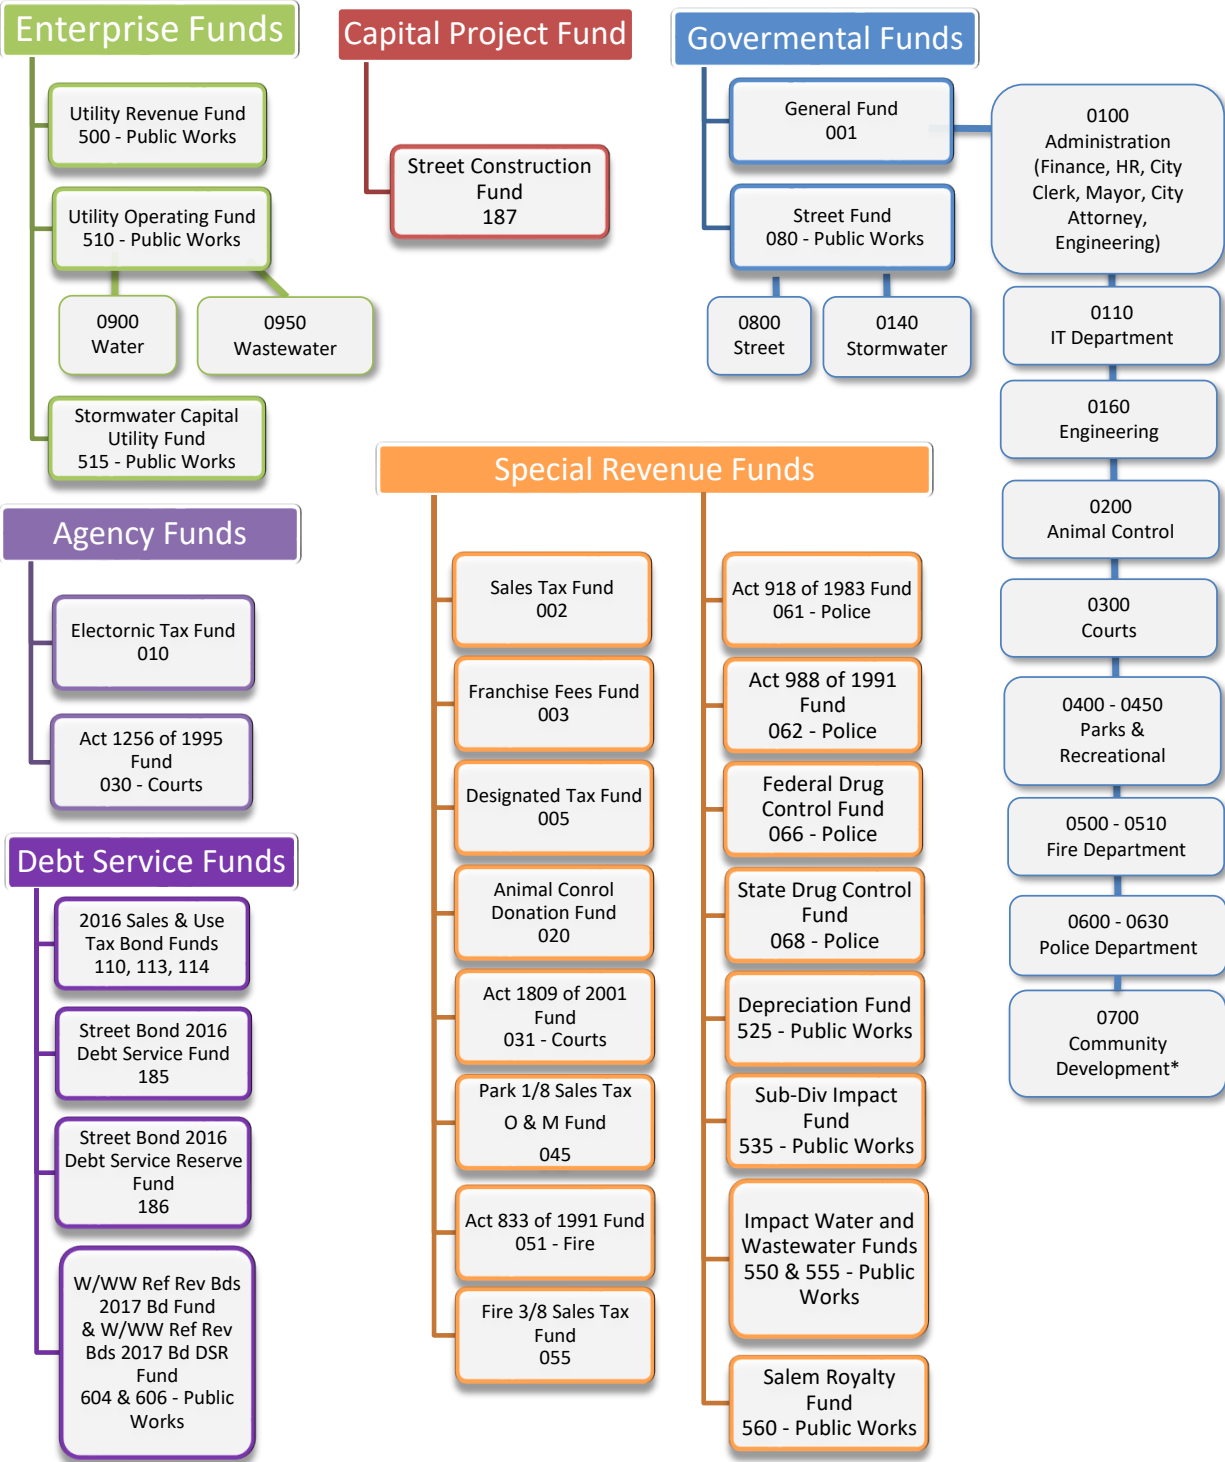 Enterprise Funds
Utility Revenue Fund
500 - Public Works
Utility Operating Fund
510 - Public Works
0900
Water
0950
Wastewater
Stormwater Capital
Utility Fund
515 - Public Works
Capital Project Fund
Street Construction
Fund
187
Govermental Funds
General Fund
001
Street Fund
080 - Public Works
0800
Street
0140
Stormwater
0100
Administration
(Finance, HR, City
Clerk, Mayor, City
Attorney,
Engineering)
0110
IT Department
0160
Engineering
0200
Animal Control
0300
Courts
0400 - 0450
Parks &
Recreational
0500 - 0510
Fire Department
0600 - 0630
Police Department
0700
Community
Development*
Agency Funds
Electornic Tax Fund
010
Act 1256 of 1995
Fund
030 - Courts
Debt Service Funds
2016 Sales & Use
Tax Bond Funds
110, 113, 114
Street Bond 2016
Debt Service Fund
185
Street Bond 2016
Debt Service Reserve
Fund
186
W/WW Ref Rev Bds
2017 Bd Fund
& W/WW Ref Rev
Bds 2017 Bd DSR
Fund
604 & 606 - Public
Works
Special Revenue Funds
Sales Tax Fund
002
Franchise Fees Fund
003
Designated Tax Fund
005
Animal Conrol
Donation Fund
020
Act 1809 of 2001
Fund
031 - Courts
Park 1/8 Sales Tax
O & M Fund
045
Act 833 of 1991 Fund
051 - Fire
Fire 3/8 Sales Tax
Fund
055
Act 918 of 1983 Fund
061 - Police
Act 988 of 1991
Fund
062 - Police
Federal Drug
Control Fund
066 - Police
State Drug Control
Fund
068 - Police
Depreciation Fund
525 - Public Works
Sub-Div Impact
Fund
535 - Public Works
Impact Water and
Wastewater Funds
550 & 555 - Public
Works
Salem Royalty
Fund
560 - Public Works